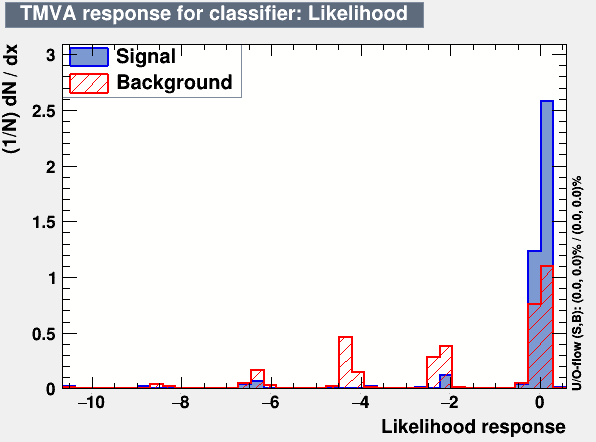 TMVA response for classifier: Likelihood
(1/N) dN / dx
Signal
Background
3
2.5
2
1.5
1
0.5
0
−10 −8 −6 −4 −2 0
Likelihood response
U/O-flow (S,B): (0.0, 0.0)% / (0.0, 0.0)%